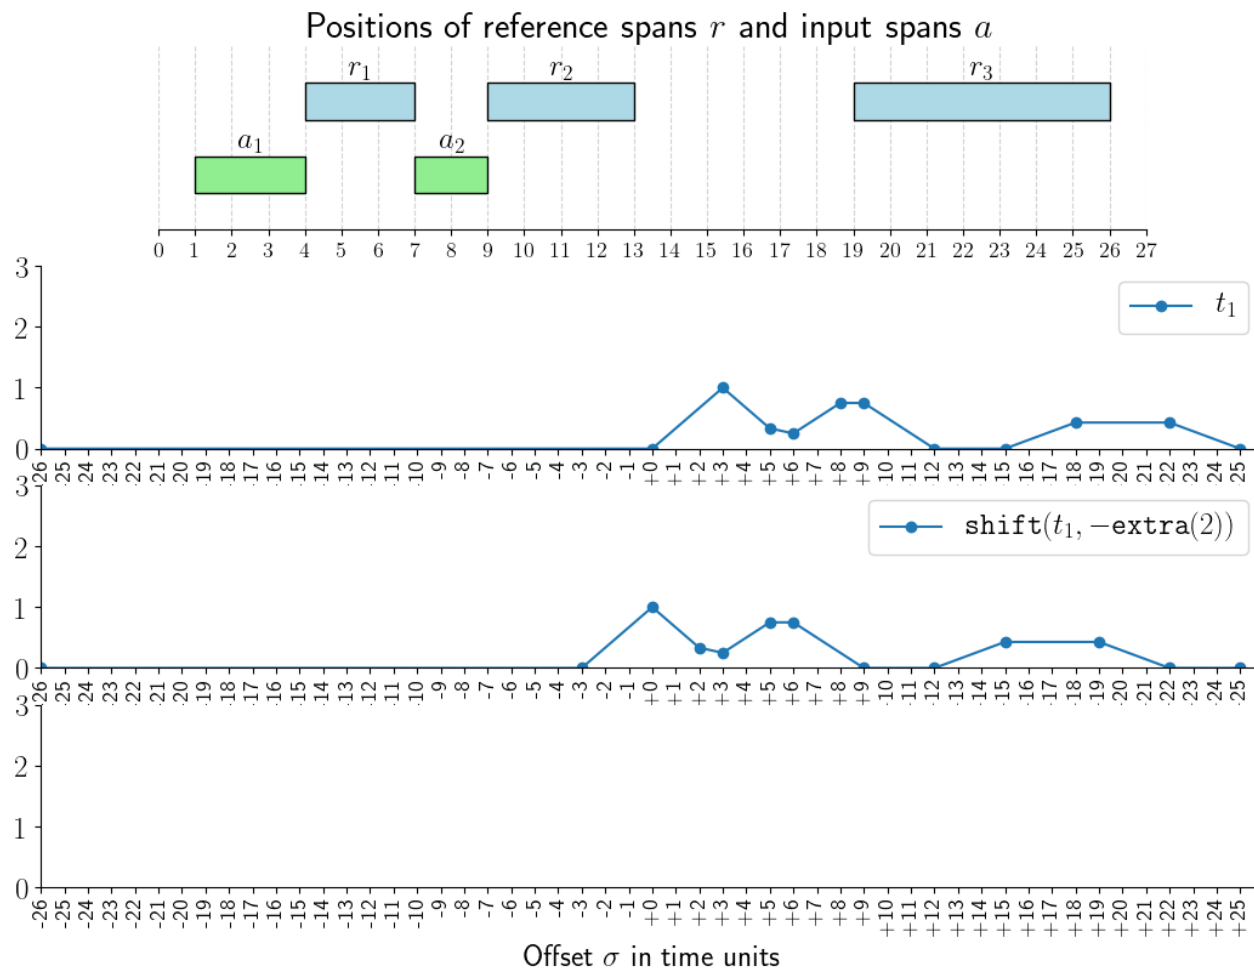 Positions of reference spans r and input spans a
r₁ r₂ r₃
a₁ a₂
0 1 2 3 4 5 6 7 8 9 10 11 12 13 14 15 16 17 18 19 20 21 22 23 24 25 26 27
3
2
1
0
t₁
-26 -25 -24 -23 -22 -21 -20 -19 -18 -17 -16 -15 -14 -13 -12 -11 -10 -9 -8 -7 -6 -5 -4 -3 -2 -1 +0 +1 +2 +3 +4 +5 +6 +7 +8 +9 +10 +11 +12 +13 +14 +15 +16 +17 +18 +19 +20 +21 +22 +23 +24 +25
3
2
1
0
shift(t₁, −extra(2))
-26 -25 -24 -23 -22 -21 -20 -19 -18 -17 -16 -15 -14 -13 -12 -11 -10 -9 -8 -7 -6 -5 -4 -3 -2 -1 +0 +1 +2 +3 +4 +5 +6 +7 +8 +9 +10 +11 +12 +13 +14 +15 +16 +17 +18 +19 +20 +21 +22 +23 +24 +25
3
2
1
0
-26 -25 -24 -23 -22 -21 -20 -19 -18 -17 -16 -15 -14 -13 -12 -11 -10 -9 -8 -7 -6 -5 -4 -3 -2 -1 +0 +1 +2 +3 +4 +5 +6 +7 +8 +9 +10 +11 +12 +13 +14 +15 +16 +17 +18 +19 +20 +21 +22 +23 +24 +25
Offset σ in time units